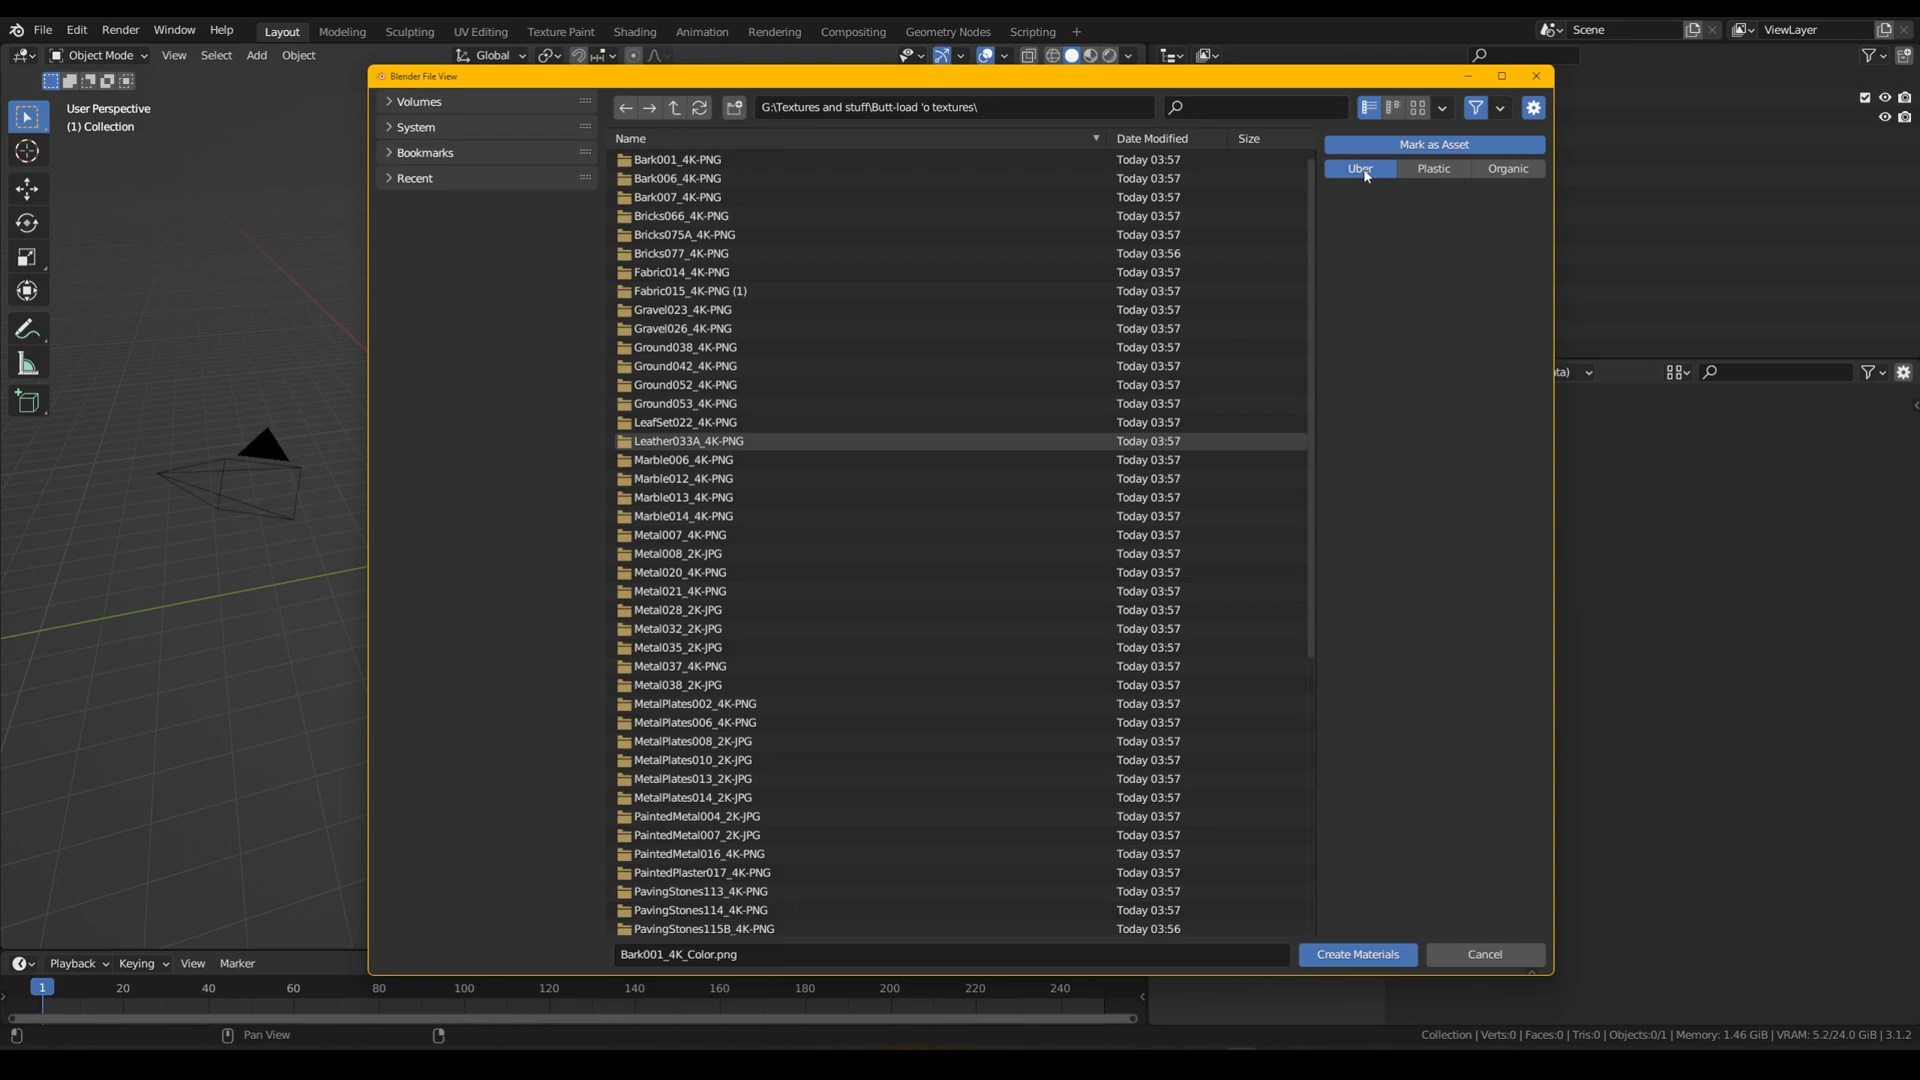 File Edit Render Window Help Layout Modeling Sculpting UV Editing Texture Paint Shading Animation Rendering Compositing Geometry Nodes Scripting + Scene ViewLayer
Object Mode View Select Add Object Global
User Perspective
(1) Collection
Blender File View
Volumes
System
Bookmarks
Recent
G:\Textures and stuff\Butt-load 'o textures\
Name Date Modified Size
Bark001_4K-PNG Today 03:57
Bark006_4K-PNG Today 03:57
Bark007_4K-PNG Today 03:57
Bricks066_4K-PNG Today 03:57
Bricks075A_4K-PNG Today 03:57
Bricks077_4K-PNG Today 03:56
Fabric014_4K-PNG Today 03:57
Fabric015_4K-PNG (1) Today 03:57
Gravel023_4K-PNG Today 03:57
Gravel026_4K-PNG Today 03:57
Ground038_4K-PNG Today 03:57
Ground042_4K-PNG Today 03:57
Ground052_4K-PNG Today 03:57
Ground053_4K-PNG Today 03:57
LeafSet022_4K-PNG Today 03:57
Leather033A_4K-PNG Today 03:57
Marble006_4K-PNG Today 03:57
Marble012_4K-PNG Today 03:57
Marble013_4K-PNG Today 03:57
Marble014_4K-PNG Today 03:57
Metal007_4K-PNG Today 03:57
Metal008_2K-JPG Today 03:57
Metal020_4K-PNG Today 03:57
Metal021_4K-PNG Today 03:57
Metal028_2K-JPG Today 03:57
Metal032_2K-JPG Today 03:57
Metal035_2K-JPG Today 03:57
Metal037_4K-PNG Today 03:57
Metal038_2K-JPG Today 03:57
MetalPlates002_4K-PNG Today 03:57
MetalPlates006_4K-PNG Today 03:57
MetalPlates008_2K-JPG Today 03:57
MetalPlates010_2K-JPG Today 03:57
MetalPlates013_2K-JPG Today 03:57
MetalPlates014_2K-JPG Today 03:57
PaintedMetal004_2K-JPG Today 03:57
PaintedMetal007_2K-JPG Today 03:57
PaintedMetal016_4K-PNG Today 03:57
PaintedPlaster017_4K-PNG Today 03:57
PavingStones113_4K-PNG Today 03:57
PavingStones114_4K-PNG Today 03:57
PavingStones115B_4K-PNG Today 03:56
Mark as Asset
Uber Plastic Organic
ta)
Bark001_4K_Color.png Create Materials Cancel
Playback Keying View Marker
1 20 40 60 80 100 120 140 160 180 200 220 240
Pan View
Collection | Verts:0 | Faces:0 | Tris:0 | Objects:0/1 | Memory: 1.46 GiB | VRAM: 5.2/24.0 GiB | 3.1.2